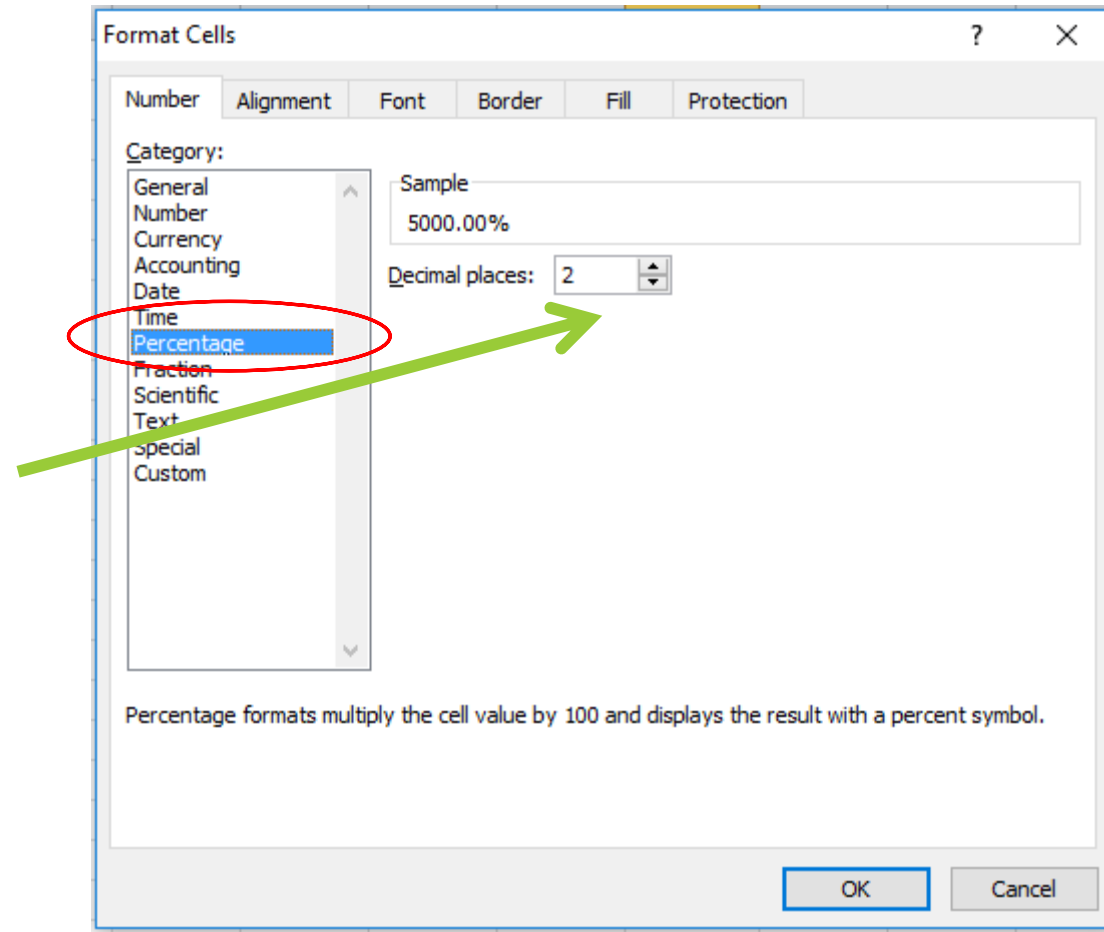 Format Cells ? ×
Number Alignment Font Border Fill Protection
Category:
General
Number
Currency
Accounting
Date
Time
Percentage
Fraction
Scientific
Text
Special
Custom
Sample
5000.00%
Decimal places: 2
Percentage formats multiply the cell value by 100 and displays the result with a percent symbol.
OK Cancel